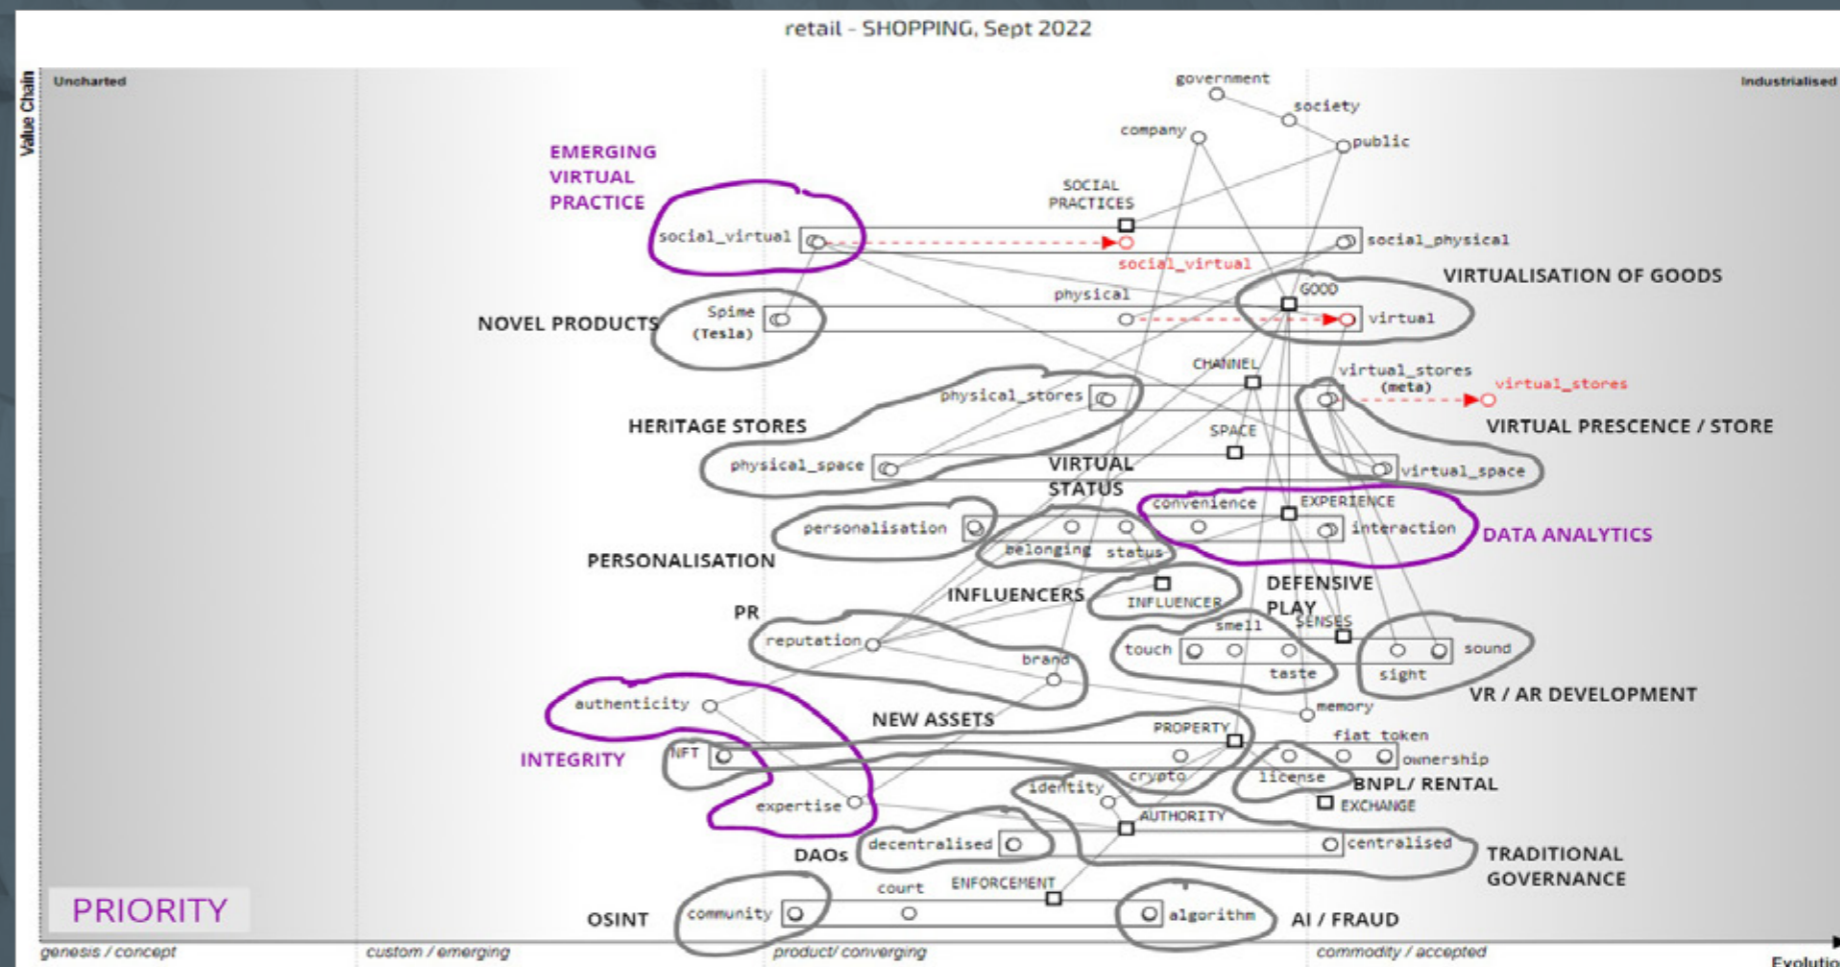 retail - SHOPPING, Sept 2022
Value Chain
Uncharted
Industrialised
government
society
company
public
EMERGING
VIRTUAL
PRACTICE
SOCIAL
PRACTICES
social_virtual
social_physical
social_virtual
VIRTUALISATION OF GOODS
GOOD
physical
NOVEL PRODUCTS
Spime
(Tesla)
virtual
CHANNEL
virtual_stores
(meta)
virtual_stores
physical_stores
HERITAGE STORES
VIRTUAL PRESCENCE / STORE
SPACE
physical_space
VIRTUAL
STATUS
virtual_space
convenience
EXPERIENCE
personalisation
interaction
DATA ANALYTICS
belonging
status
PERSONALISATION
INFLUENCERS
INFLUENCER
DEFENSIVE
PLAY
PR
SENSES
smell
reputation
touch
sound
brand
taste
sight
VR / AR DEVELOPMENT
authenticity
memory
NEW ASSETS
PROPERTY
fiat token
NFT
INTEGRITY
ownership
crypto
license
BNPL/ RENTAL
identity
expertise
EXCHANGE
AUTHORITY
DAOs
decentralised
centralised
TRADITIONAL
GOVERNANCE
court
ENFORCEMENT
PRIORITY
OSINT
community
algorithm
AI / FRAUD
genesis / concept
custom / emerging
product/ converging
commodity / accepted
Evolutio